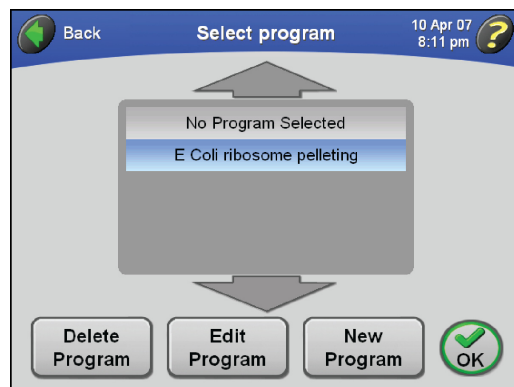 Back
Select program
10 Apr 07
8:11 pm
?
No Program Selected
E Coli ribosome pelleting
Delete
Program
Edit
Program
New
Program
OK